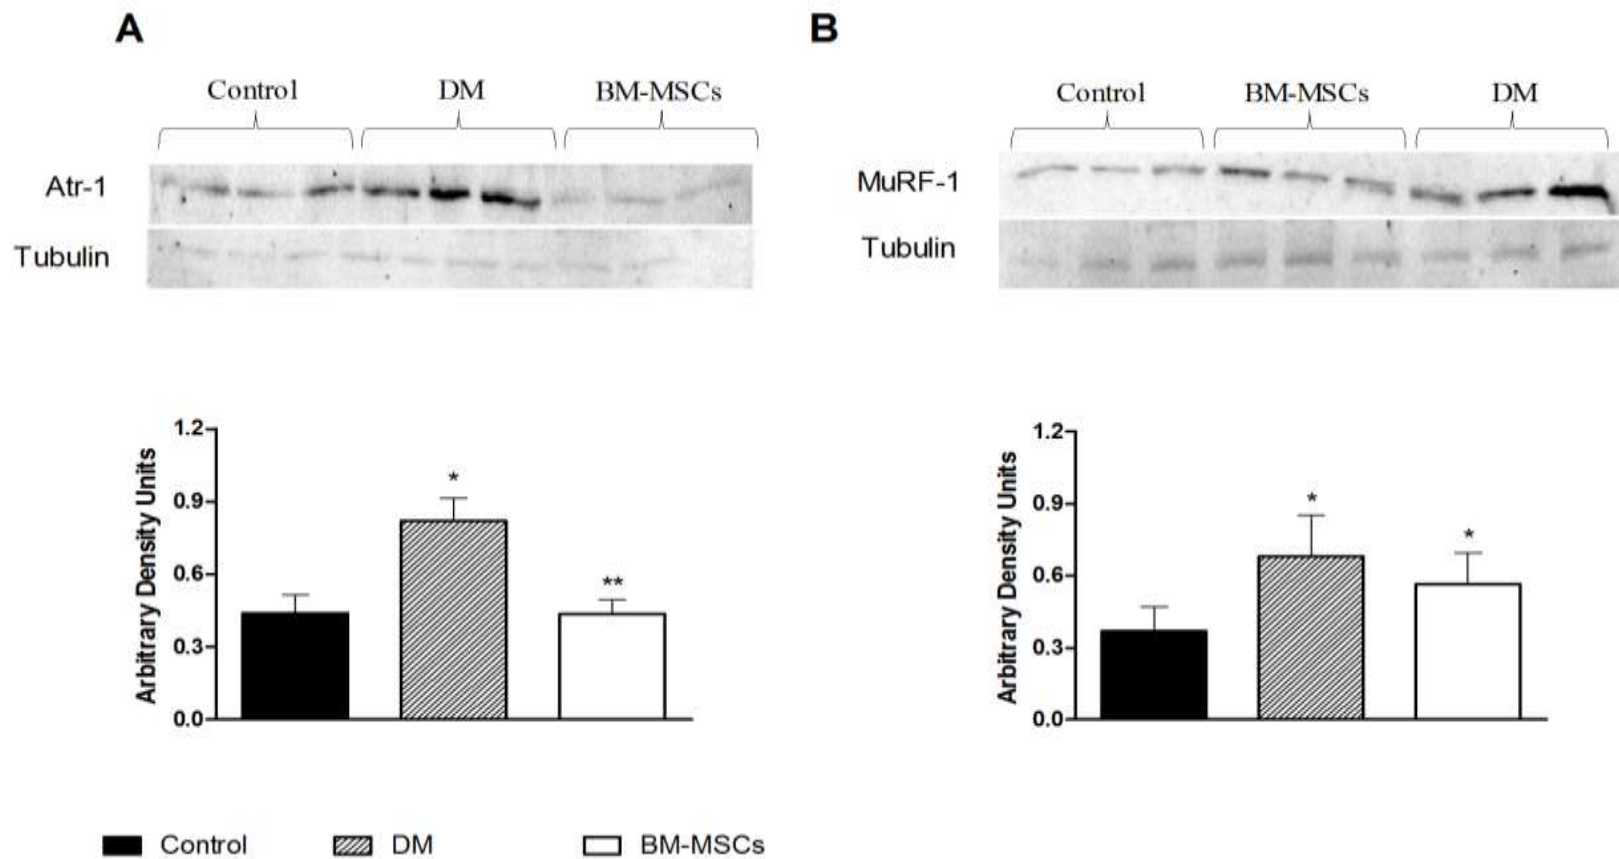 A
Control DM BM-MSCs
Atr-1
Tubulin
1.2
0.9
0.6
0.3
0.0
Arbitrary Density Units
*
**
B
Control BM-MSCs DM
MuRF-1
Tubulin
1.2
0.9
0.6
0.3
0.0
Arbitrary Density Units
*
*
Control DM BM-MSCs